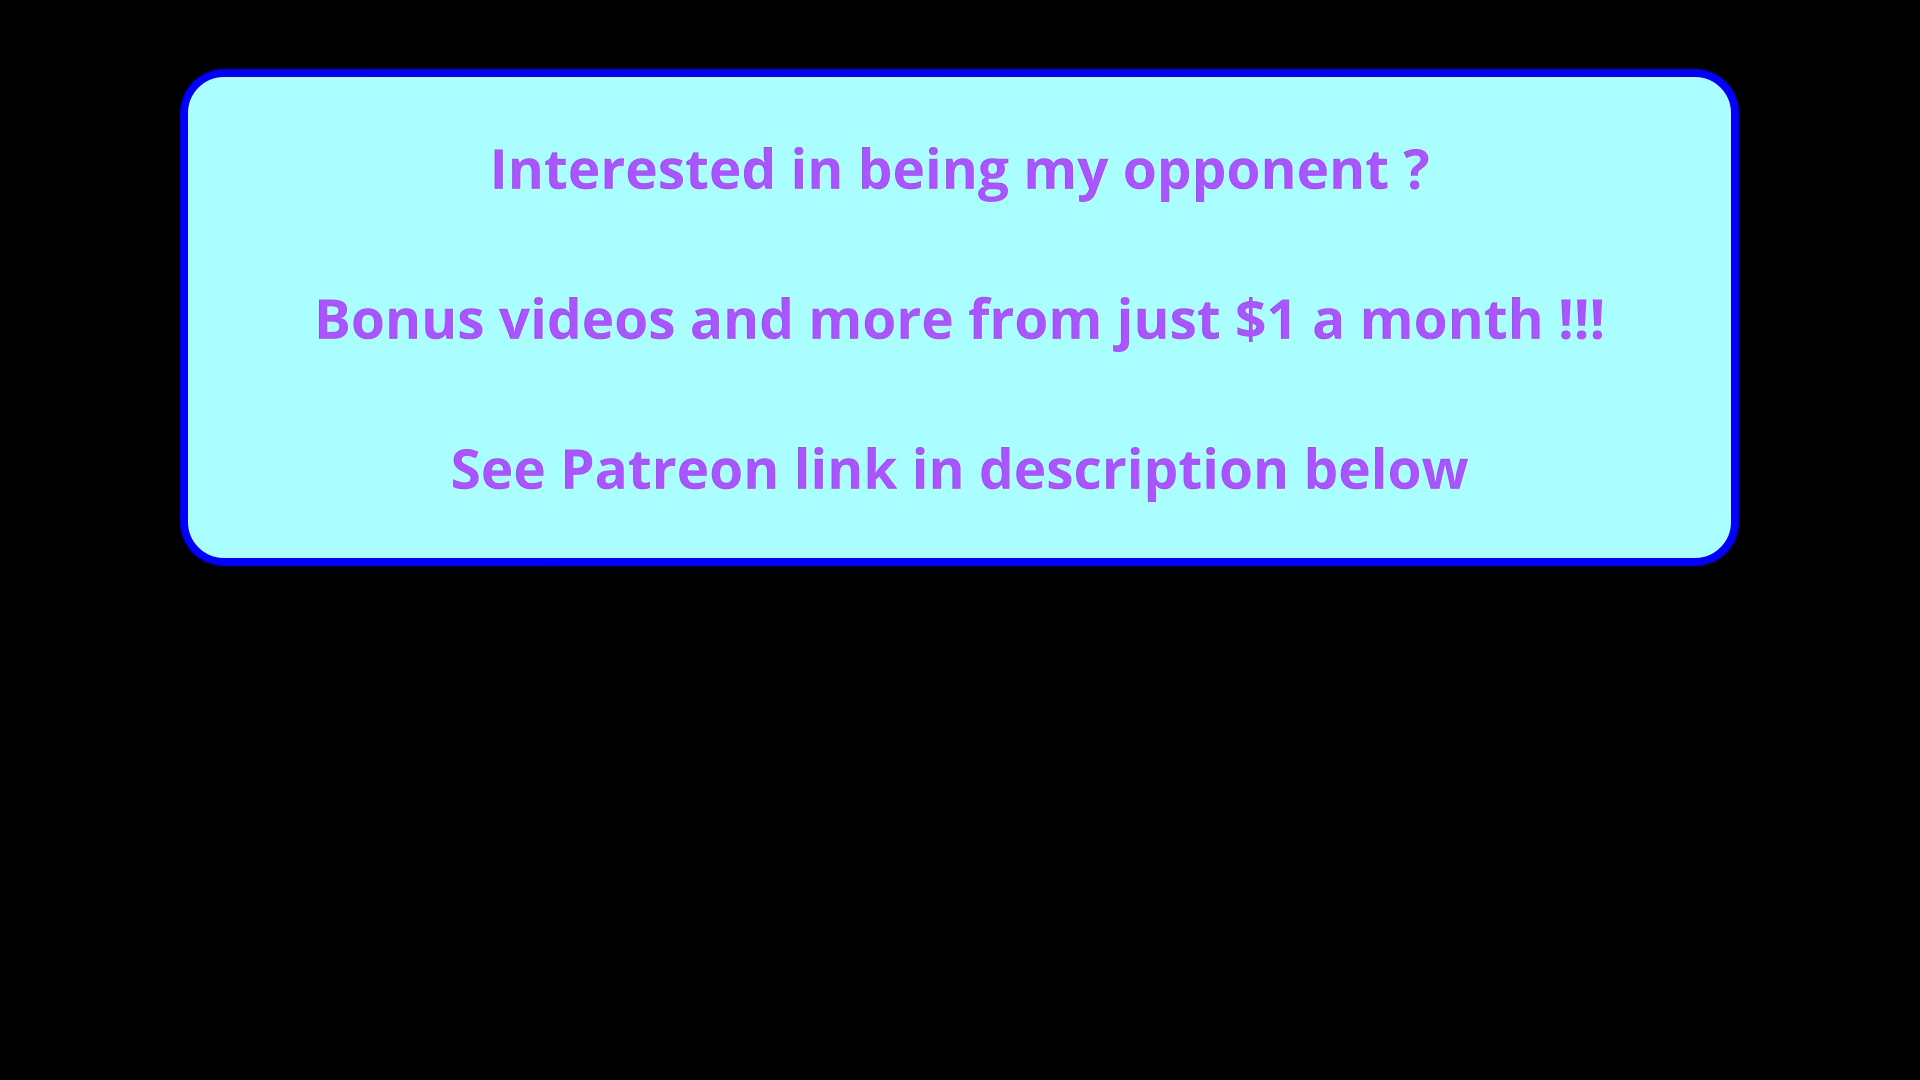 Interested in being my opponent ?
Bonus videos and more from just $1 a month !!!
See Patreon link in description below